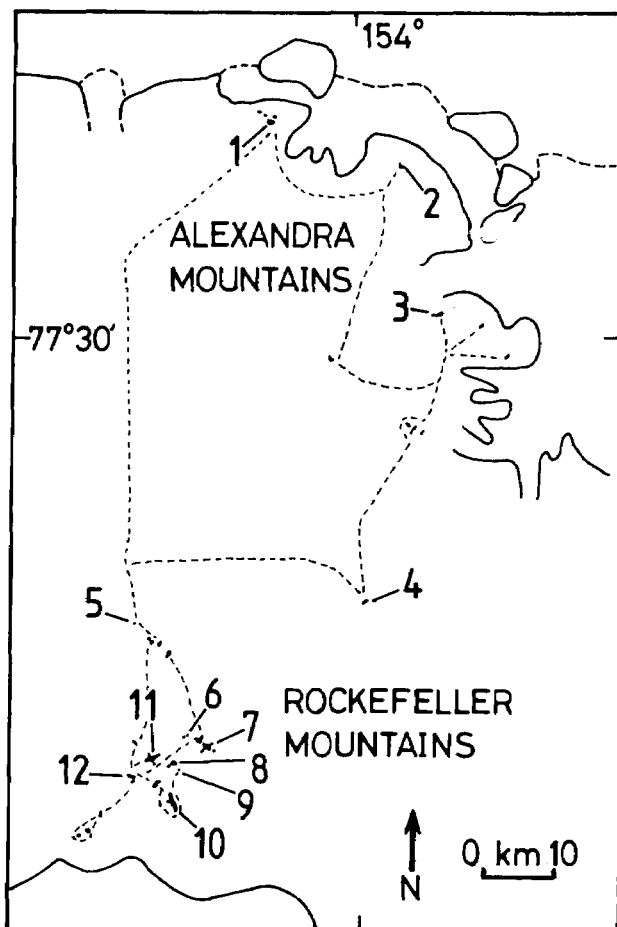 154°
1
2
ALEXANDRA
MOUNTAINS
3
77°30'
4
5
6
ROCKEFELLER
MOUNTAINS
11
7
12
8
9
10
0 km 10
N